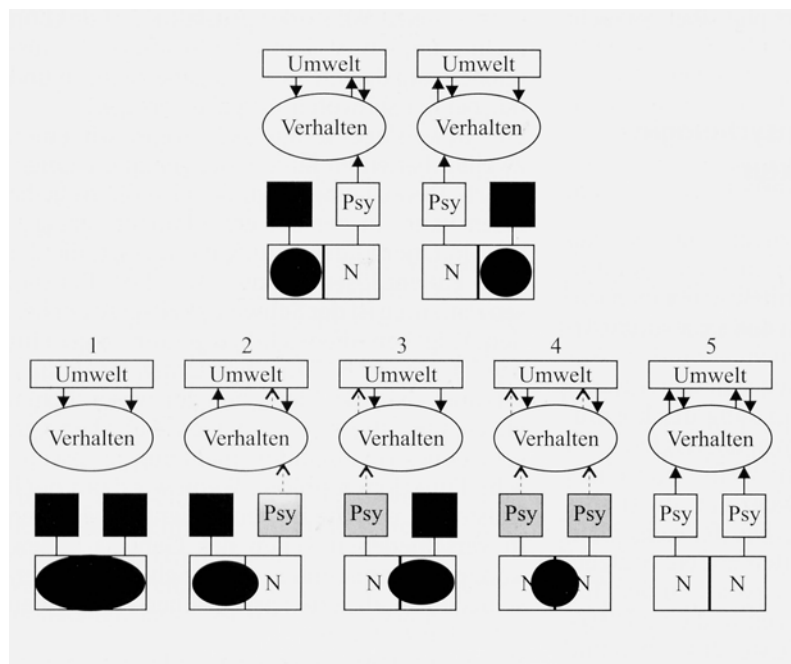 Umwelt Umwelt
Verhalten Verhalten
Psy Psy
N N
1 2 3 4 5
Umwelt Umwelt Umwelt Umwelt Umwelt
Verhalten Verhalten Verhalten Verhalten Verhalten
Psy Psy Psy Psy Psy Psy
N N N N N N